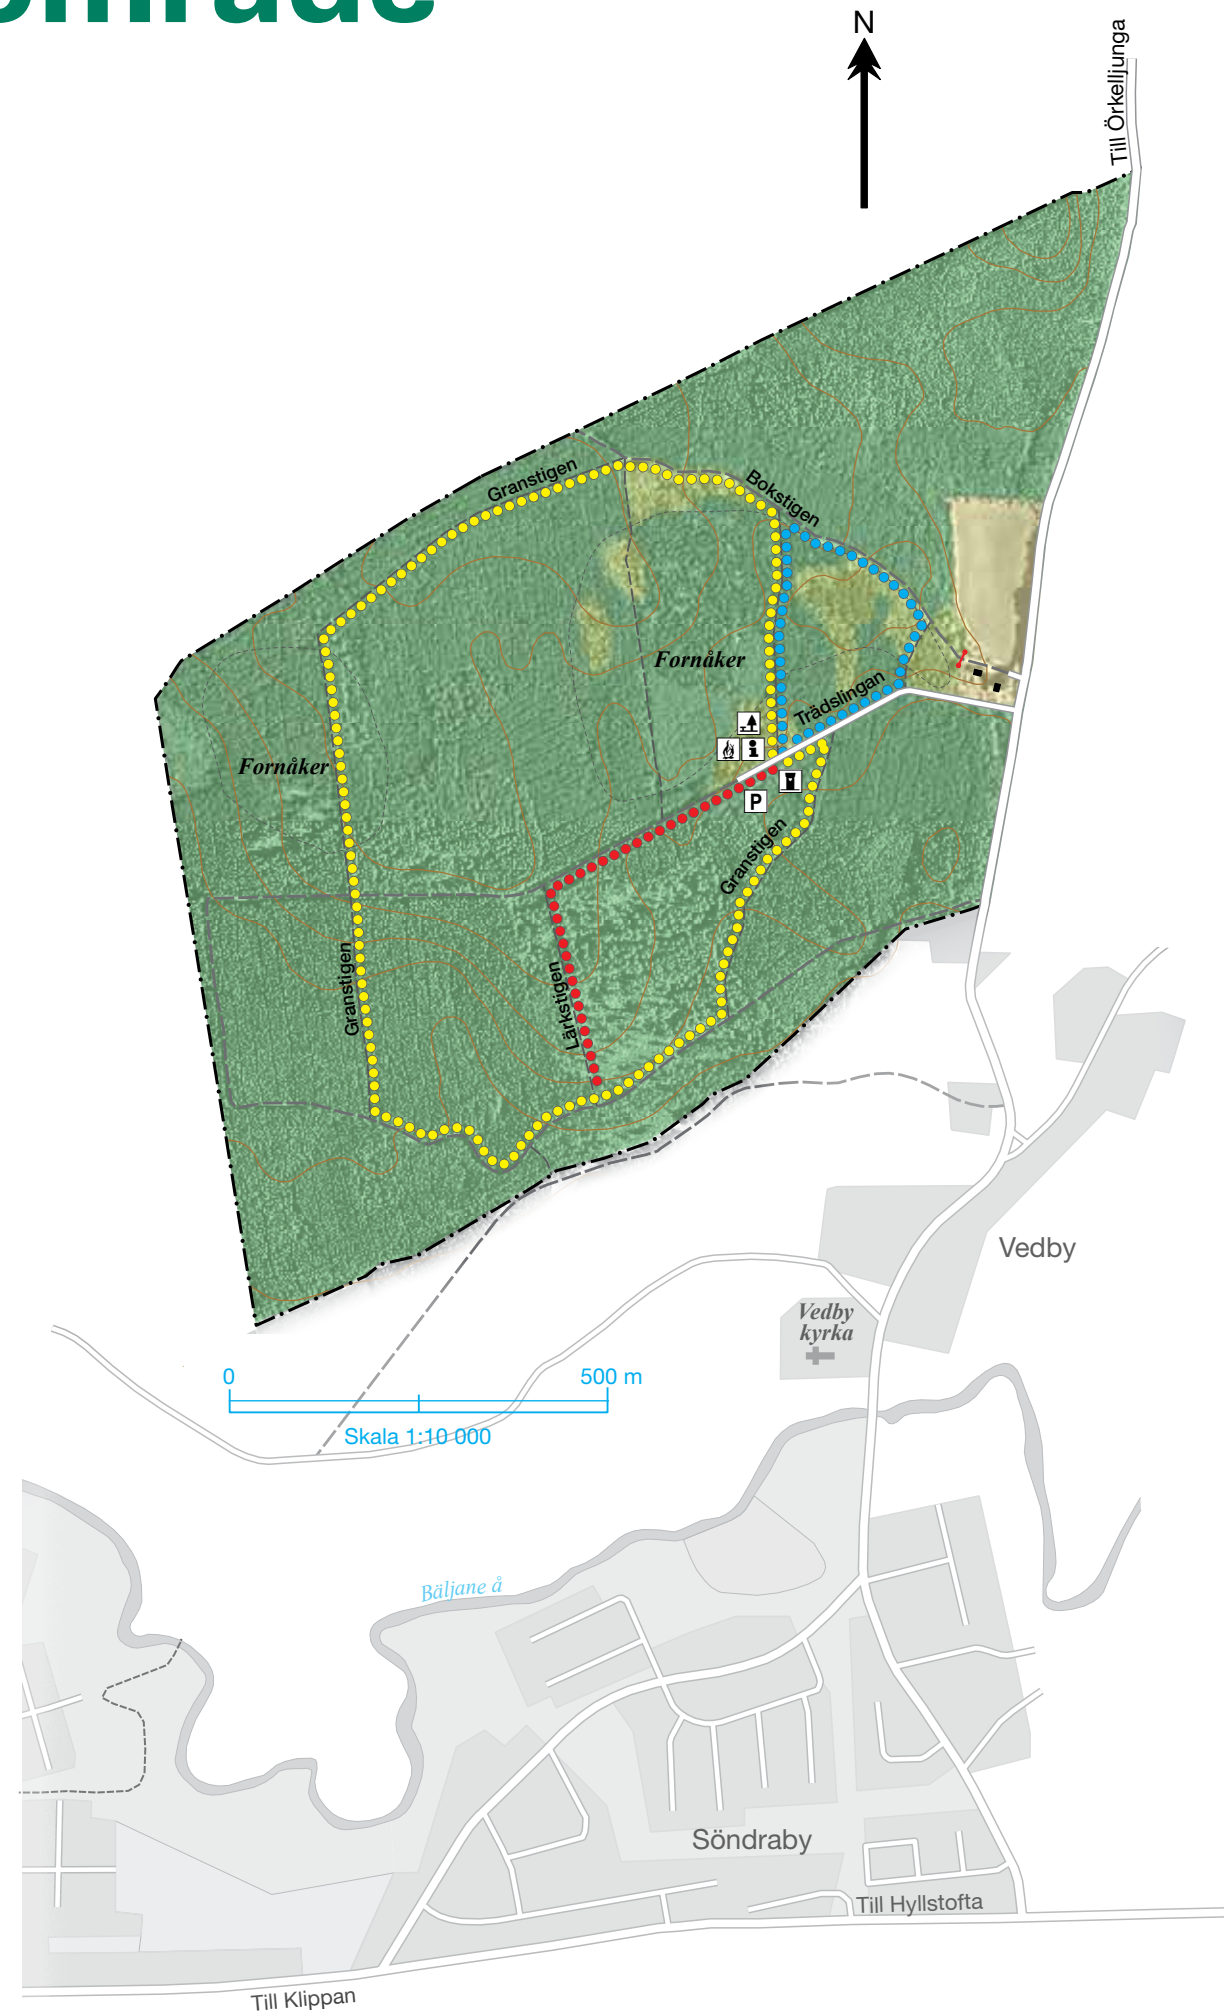 område
N
Till Örkelljunga
Granstigen
Bokstigen
Fornåker
Trädslingan
Fornåker
i
P
Granstigen
Granstigen
Lärkstigen
Vedby
Vedby
kyrka
0 500 m
Skala 1:10 000
Bäljane å
Söndraby
Till Hyllstofta
Till Klippan